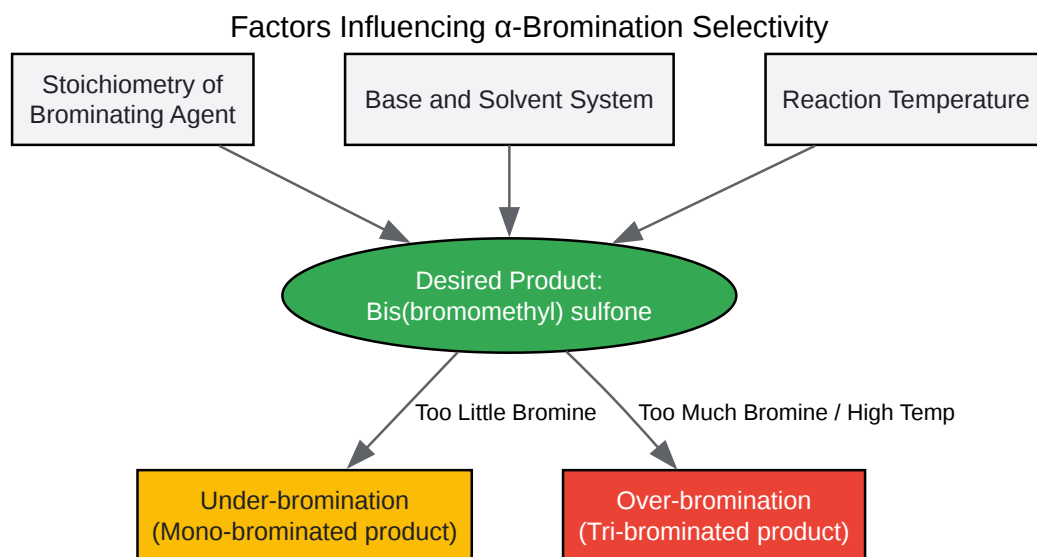 Factors Influencing α-Bromination Selectivity
Stoichiometry of
Brominating Agent
Base and Solvent System
Reaction Temperature
Desired Product:
Bis(bromomethyl) sulfone
Too Little Bromine
Too Much Bromine / High Temp
Under-bromination
(Mono-brominated product)
Over-bromination
(Tri-brominated product)